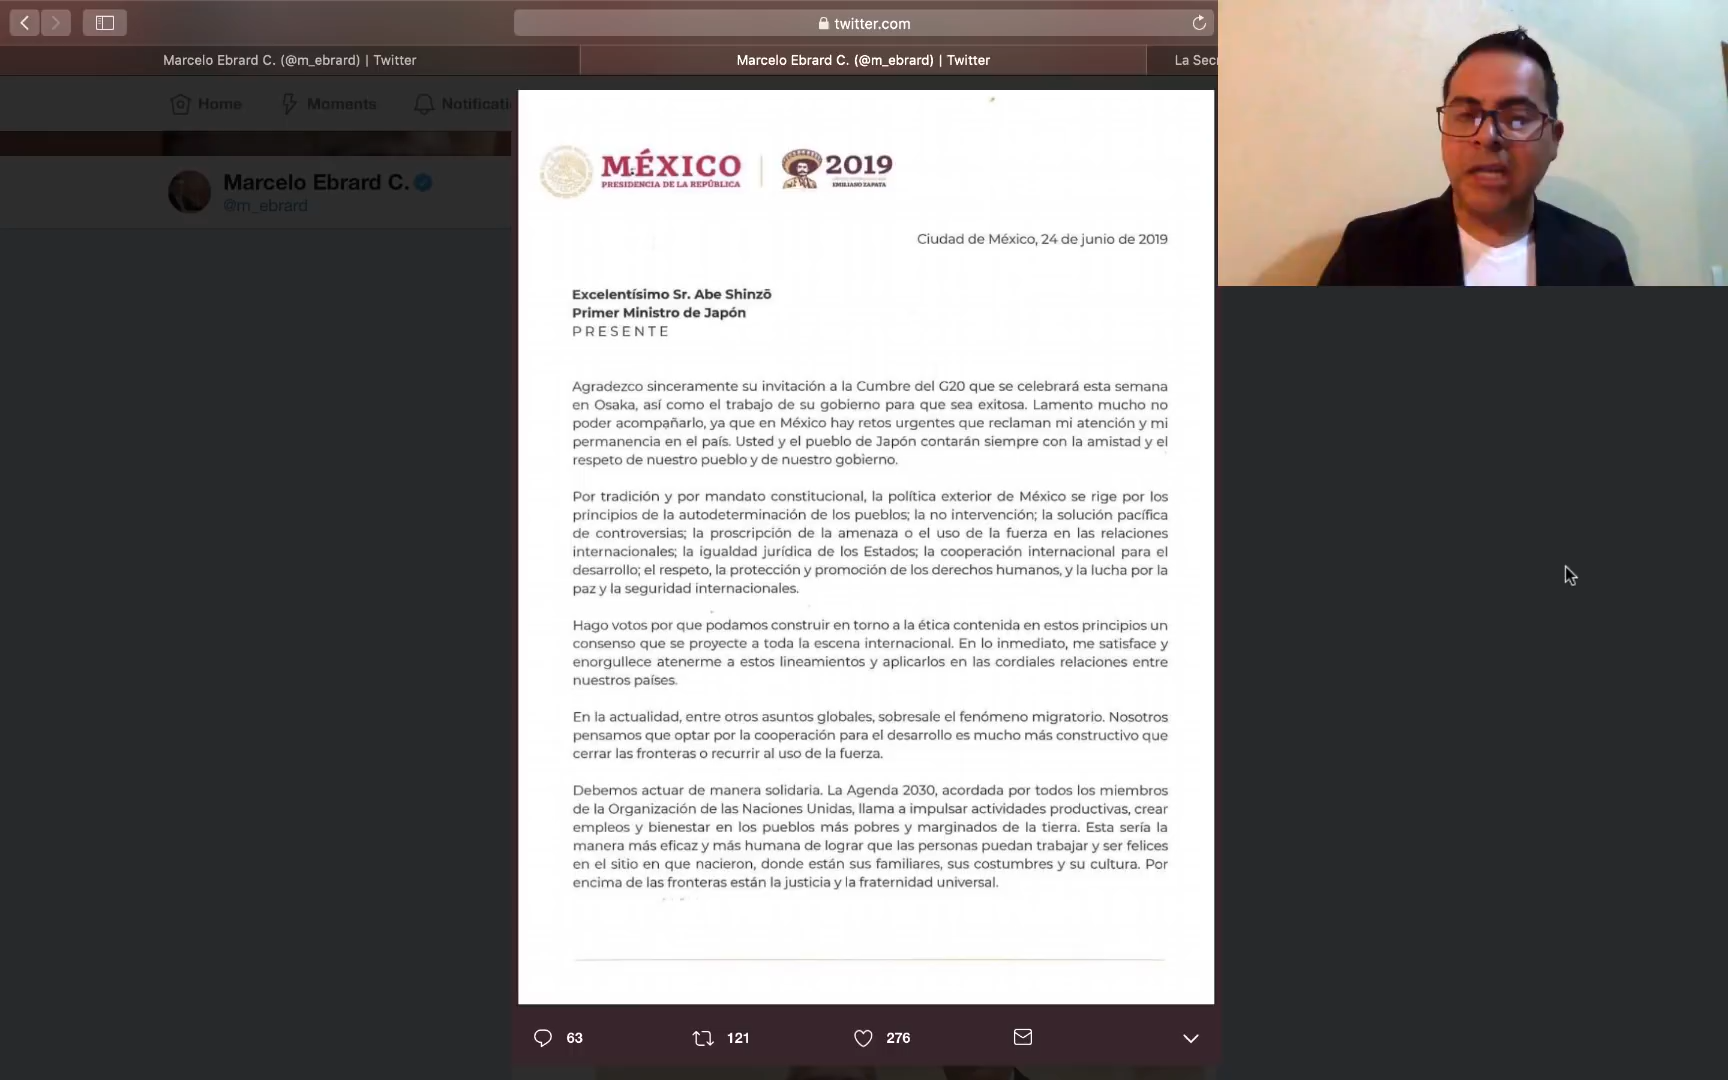 twitter.com
Marcelo Ebrard C. (@m_ebrard) | Twitter
Marcelo Ebrard C. (@m_ebrard) | Twitter
La Secr
Home
Moments
Notificati
Marcelo Ebrard C.
@m_ebrard
MÉXICO
PRESIDENCIA DE LA REPÚBLICA
2019
EMILIANO ZAPATA
Ciudad de México, 24 de junio de 2019
Excelentísimo Sr. Abe Shinzō
Primer Ministro de Japón
PRESENTE
Agradezco sinceramente su invitación a la Cumbre del G20 que se celebrará esta semana
en Osaka, así como el trabajo de su gobierno para que sea exitosa. Lamento mucho no
poder acompañarlo, ya que en México hay retos urgentes que reclaman mi atención y mi
permanencia en el país. Usted y el pueblo de Japón contarán siempre con la amistad y el
respeto de nuestro pueblo y de nuestro gobierno.
Por tradición y por mandato constitucional, la política exterior de México se rige por los
principios de la autodeterminación de los pueblos; la no intervención; la solución pacífica
de controversias; la proscripción de la amenaza o el uso de la fuerza en las relaciones
internacionales; la igualdad jurídica de los Estados; la cooperación internacional para el
desarrollo; el respeto, la protección y promoción de los derechos humanos, y la lucha por la
paz y la seguridad internacionales.
Hago votos por que podamos construir en torno a la ética contenida en estos principios un
consenso que se proyecte a toda la escena internacional. En lo inmediato, me satisface y
enorgullece atenerme a estos lineamientos y aplicarlos en las cordiales relaciones entre
nuestros países.
En la actualidad, entre otros asuntos globales, sobresale el fenómeno migratorio. Nosotros
pensamos que optar por la cooperación para el desarrollo es mucho más constructivo que
cerrar las fronteras o recurrir al uso de la fuerza.
Debemos actuar de manera solidaria. La Agenda 2030, acordada por todos los miembros
de la Organización de las Naciones Unidas, llama a impulsar actividades productivas, crear
empleos y bienestar en los pueblos más pobres y marginados de la tierra. Esta sería la
manera más eficaz y más humana de lograr que las personas puedan trabajar y ser felices
en el sitio en que nacieron, donde están sus familiares, sus costumbres y su cultura. Por
encima de las fronteras están la justicia y la fraternidad universal.
63
121
276